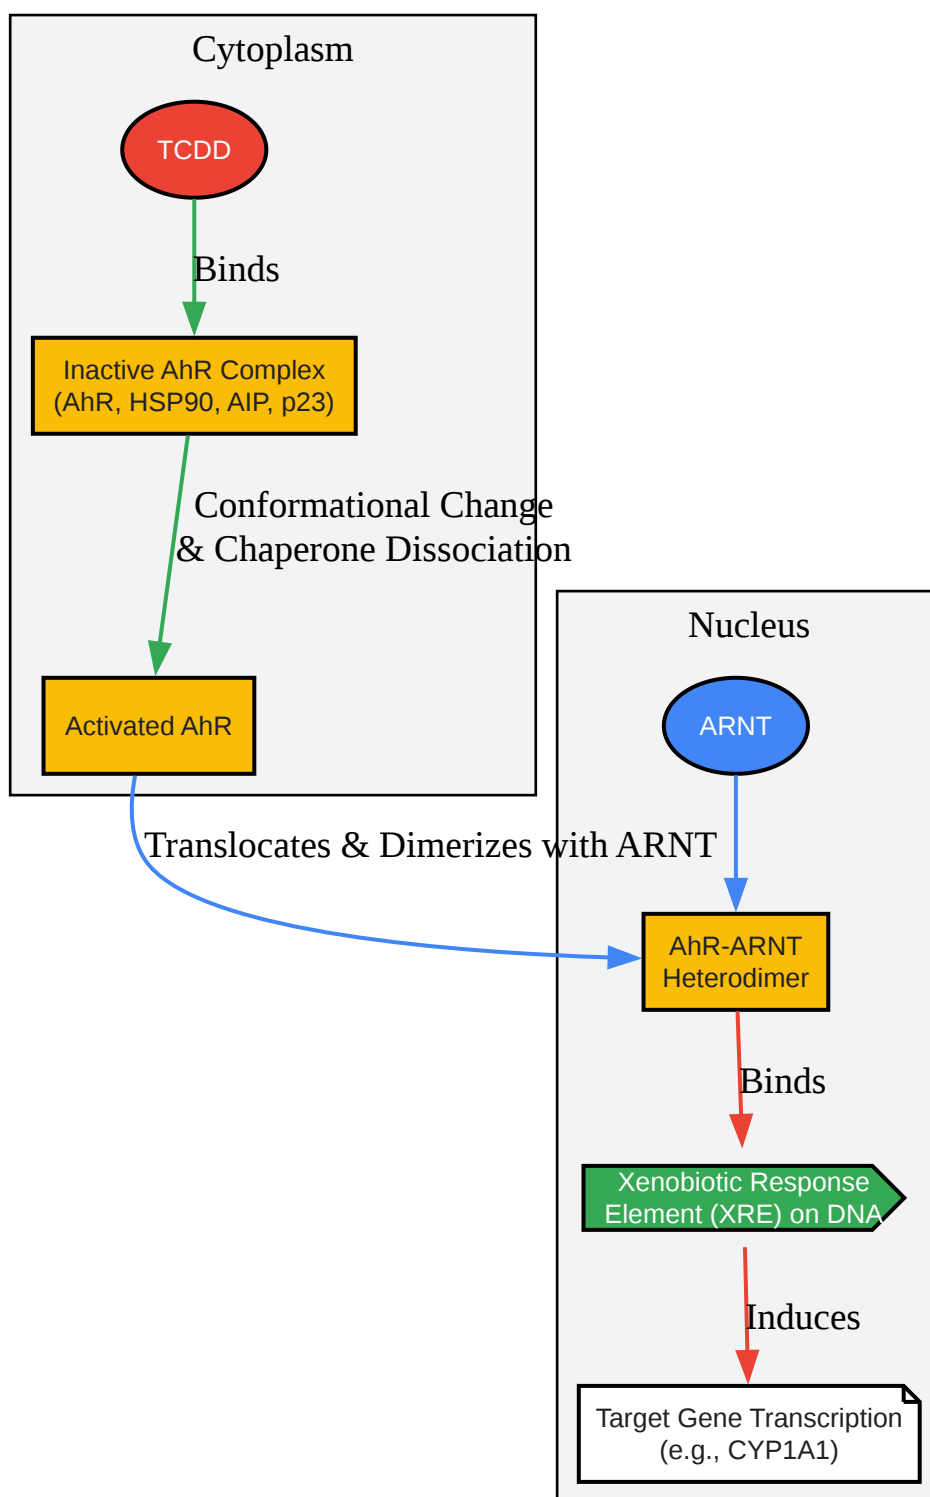 Cytoplasm
TCDD
Binds
Inactive AhR Complex
(AhR, HSP90, AIP, p23)
Conformational Change
& Chaperone Dissociation
Activated AhR
Nucleus
ARNT
Translocates & Dimerizes with ARNT
AhR-ARNT
Heterodimer
Binds
Xenobiotic Response
Element (XRE) on DNA
Induces
Target Gene Transcription
(e.g., CYP1A1)